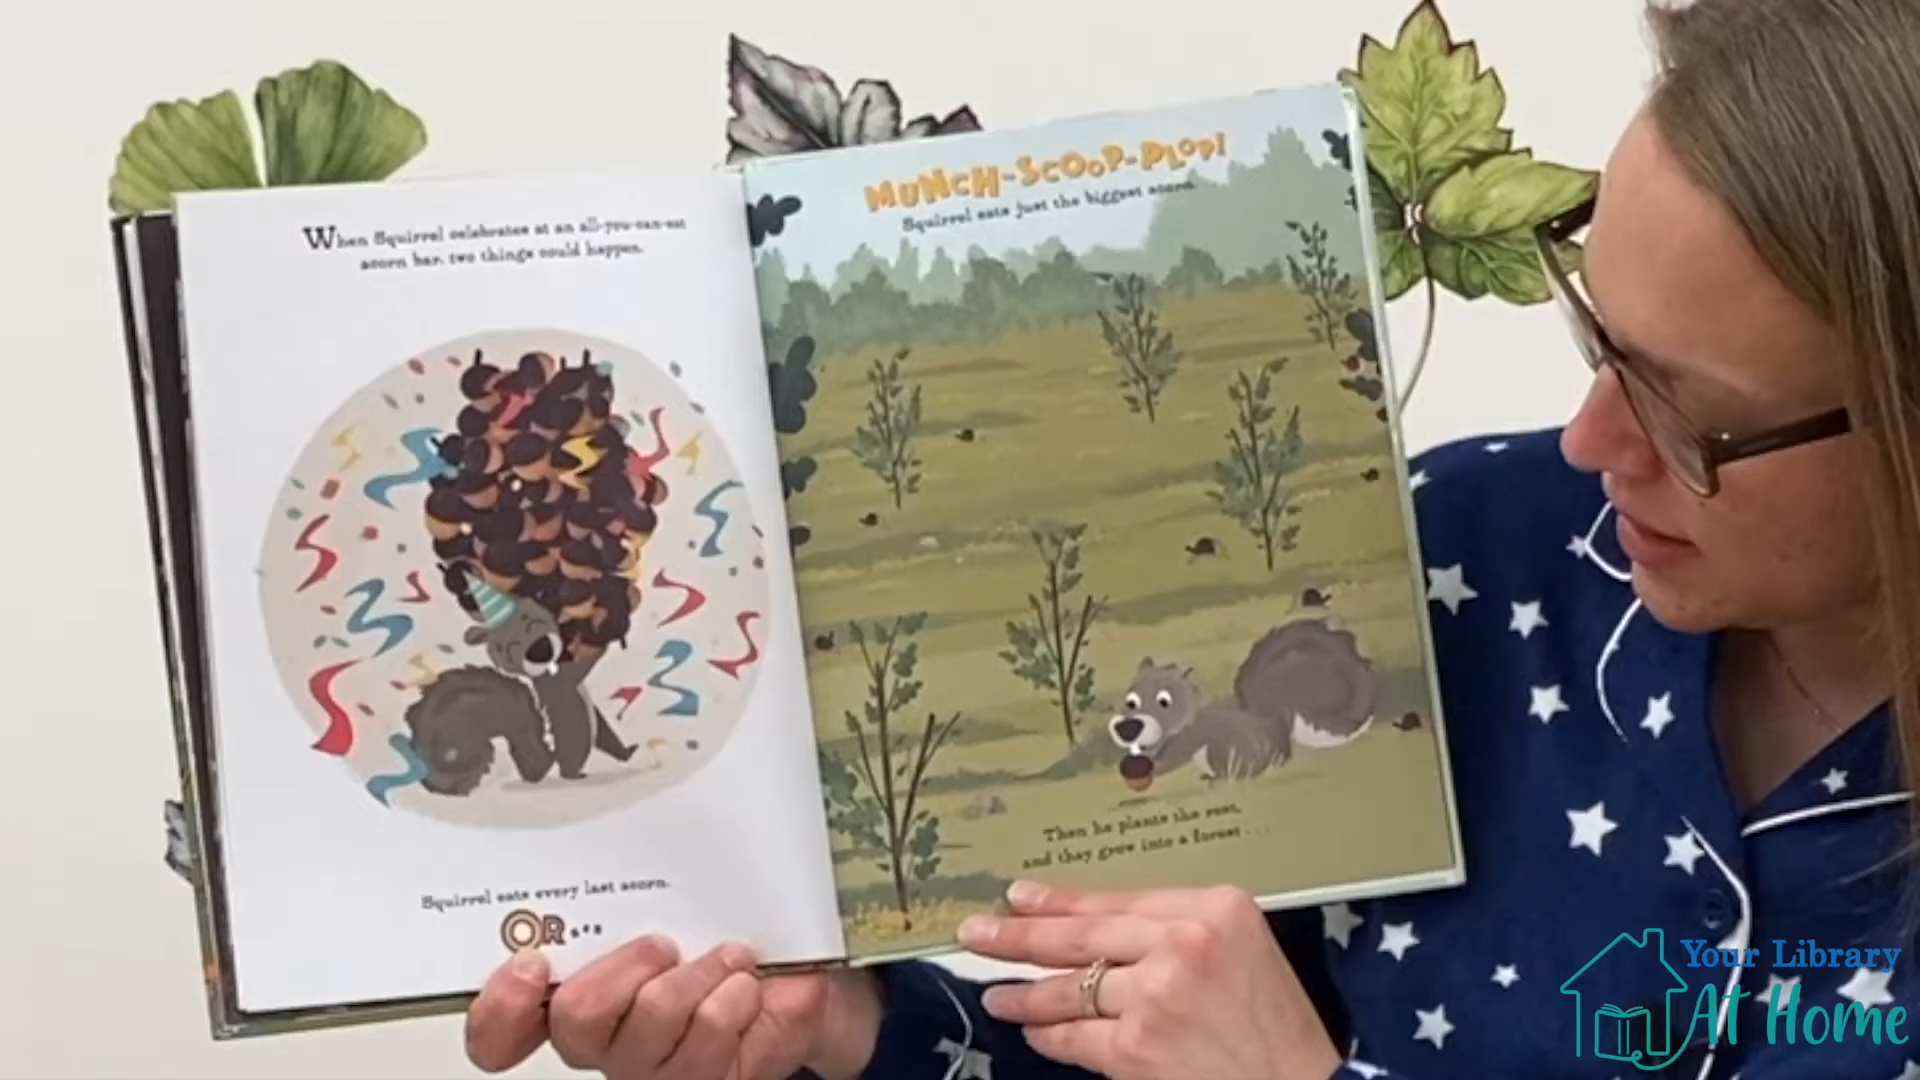 When Squirrel celebrates at an all-you-can-eat
acorn bar, two things could happen.
Squirrel eats every last acorn.
OR...
MUNCH-SCOOP-PLOP!
Squirrel eats just the biggest acorn.
Then he plants the rest,
and they grow into a forest . . .
Your Library
At Home